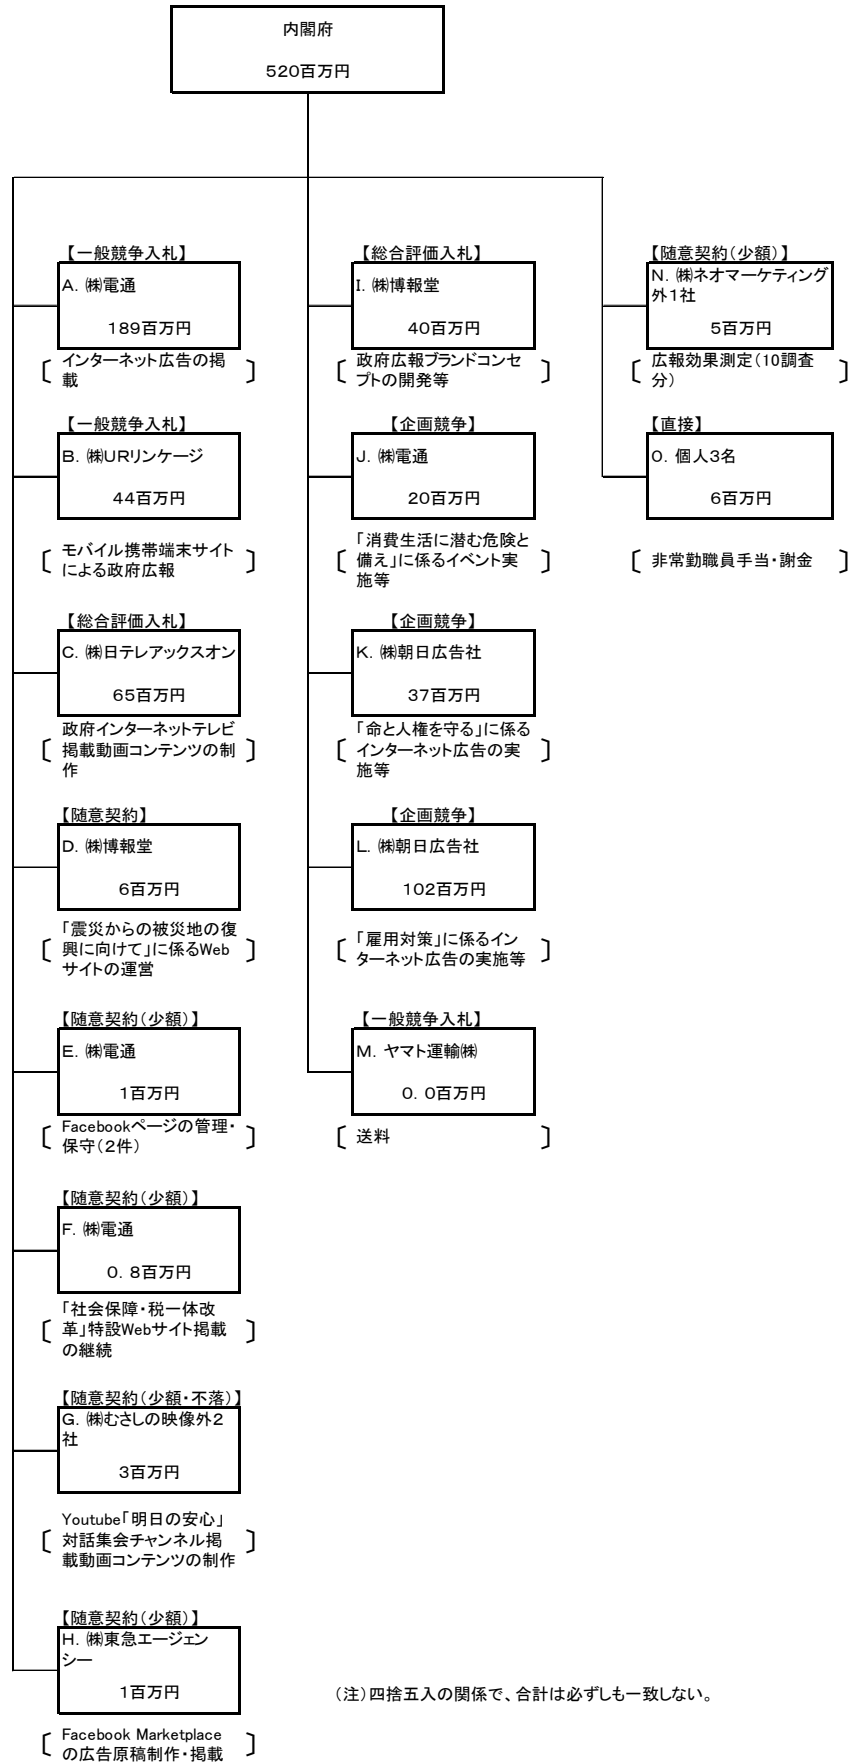 内閣府
520百万円
【一般競争入札】
A. ㈱電通
189百万円
インターネット広告の掲
載
【一般競争入札】
B. ㈱URリンケージ
44百万円
モバイル携帯端末サイト
による政府広報
【総合評価入札】
C. ㈱日テレアックスオン
65百万円
政府インターネットテレビ
掲載動画コンテンツの制
作
【随意契約】
D. ㈱博報堂
6百万円
「震災からの被災地の復
興に向けて」に係るWeb
サイトの運営
【随意契約(少額)】
E. ㈱電通
1百万円
Facebookページの管理・
保守(2件)
【随意契約(少額)】
F. ㈱電通
0.8百万円
「社会保障・税一体改
革」特設Webサイト掲載
の継続
【随意契約(少額・不落)】
G. ㈱むさしの映像外2
社
3百万円
Youtube「明日の安心」
対話集会チャンネル掲
載動画コンテンツの制作
【随意契約(少額)】
H. ㈱東急エージェン
シー
1百万円
Facebook Marketplace
の広告原稿制作・掲載
【総合評価入札】
I. ㈱博報堂
40百万円
政府広報ブランドコンセ
プトの開発等
【企画競争】
J. ㈱電通
20百万円
「消費生活に潜む危険と
備え」に係るイベント実
施等
【企画競争】
K. ㈱朝日広告社
37百万円
「命と人権を守る」に係る
インターネット広告の実
施等
【企画競争】
L. ㈱朝日広告社
102百万円
「雇用対策」に係るイン
ターネット広告の実施等
【一般競争入札】
M. ヤマト運輸㈱
0.0百万円
送料
【随意契約(少額)】
N. ㈱ネオマーケティング
外1社
5百万円
広報効果測定(10調査
分)
【直接】
O. 個人3名
6百万円
非常勤職員手当・謝金
(注)四捨五入の関係で、合計は必ずしも一致しない。